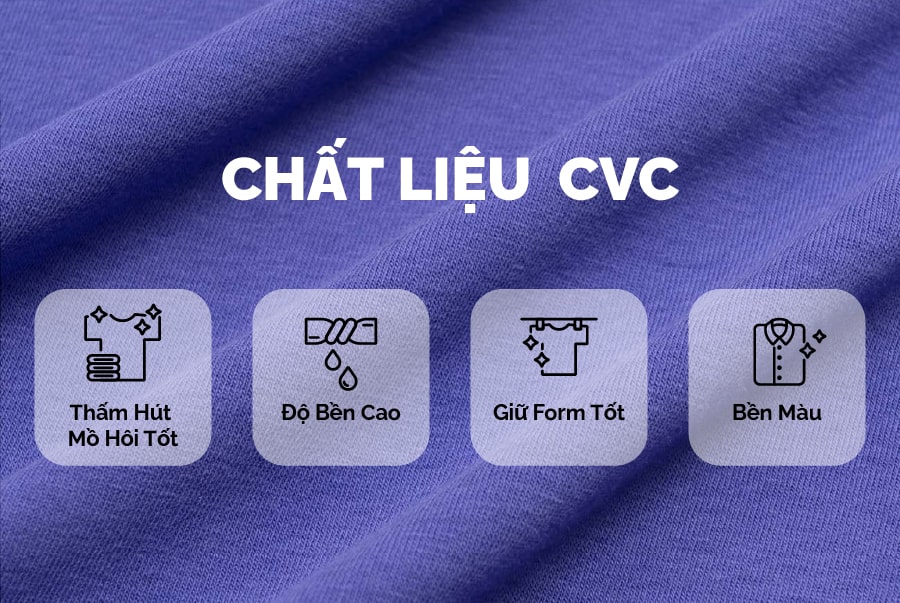 CHẤT LIỆU CVC
Thấm Hút
Mồ Hôi Tốt
Độ Bền Cao
Giữ Form Tốt
Bền Màu